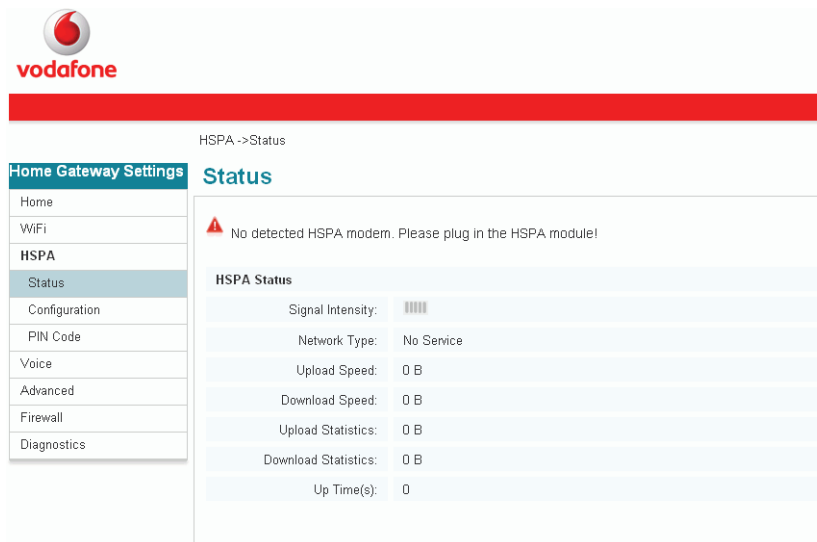 vodafone
HSPA ->Status
Home Gateway Settings
Home
WiFi
HSPA
Status
Configuration
PIN Code
Voice
Advanced
Firewall
Diagnostics
Status
No detected HSPA modem. Please plug in the HSPA module!
HSPA Status
Signal Intensity:
Network Type: No Service
Upload Speed: 0 B
Download Speed: 0 B
Upload Statistics: 0 B
Download Statistics: 0 B
Up Time(s): 0